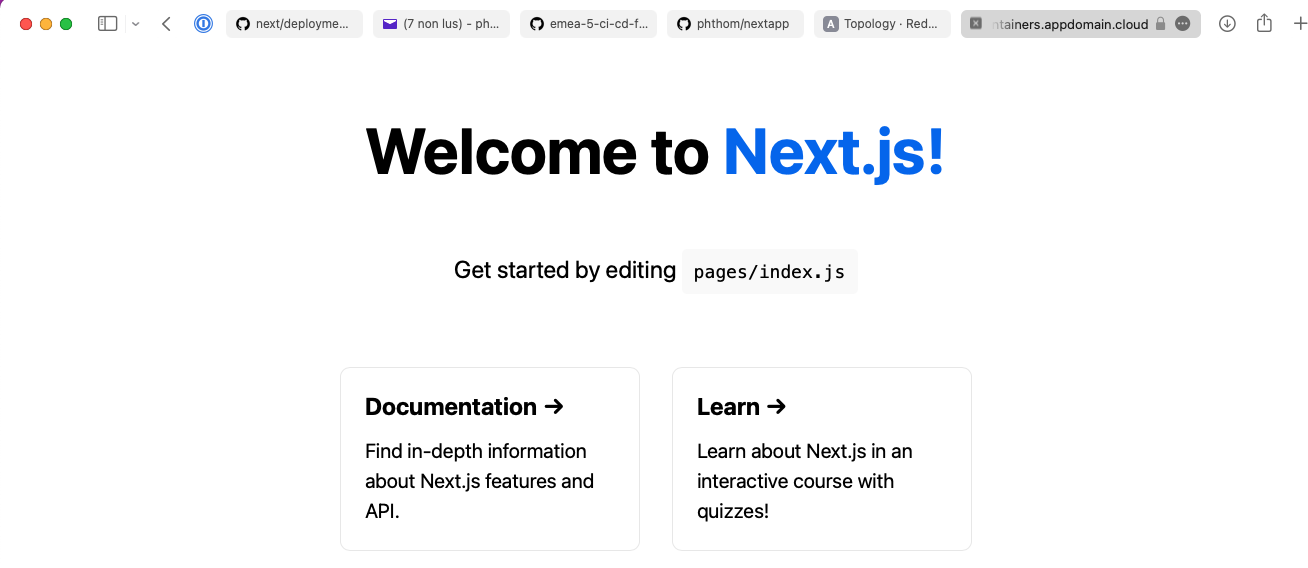 next/deployme...
(7 non lus) - ph...
emea-5-ci-cd-f...
phthom/nextapp
A Topology · Red...
ntainers.appdomain.cloud
Welcome to Next.js!
Get started by editing pages/index.js
Documentation →
Find in-depth information
about Next.js features and
API.
Learn →
Learn about Next.js in an
interactive course with
quizzes!